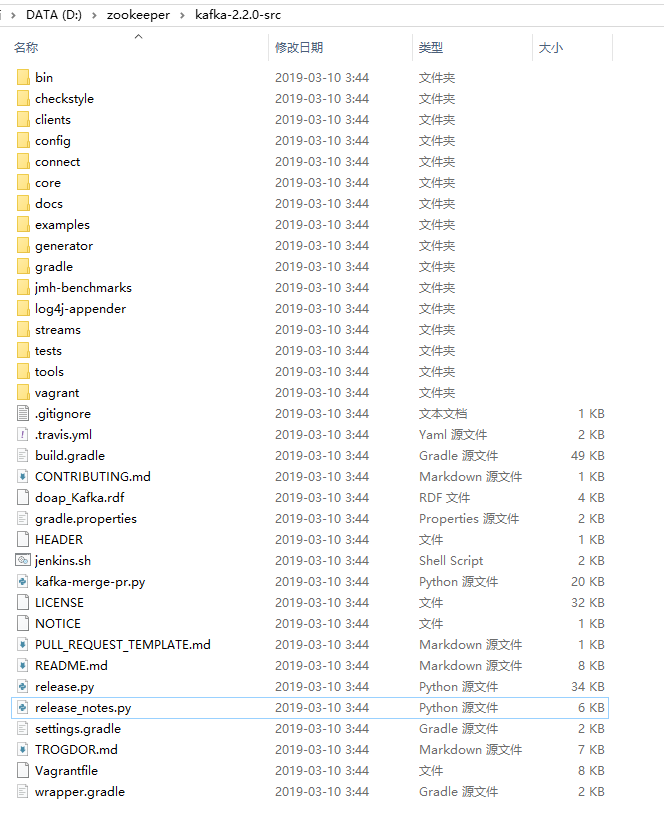 DATA (D:) › zookeeper › kafka-2.2.0-src
名称 修改日期 类型 大小
bin 2019-03-10 3:44 文件夹
checkstyle 2019-03-10 3:44 文件夹
clients 2019-03-10 3:44 文件夹
config 2019-03-10 3:44 文件夹
connect 2019-03-10 3:44 文件夹
core 2019-03-10 3:44 文件夹
docs 2019-03-10 3:44 文件夹
examples 2019-03-10 3:44 文件夹
generator 2019-03-10 3:44 文件夹
gradle 2019-03-10 3:44 文件夹
jmh-benchmarks 2019-03-10 3:44 文件夹
log4j-appender 2019-03-10 3:44 文件夹
streams 2019-03-10 3:44 文件夹
tests 2019-03-10 3:44 文件夹
tools 2019-03-10 3:44 文件夹
vagrant 2019-03-10 3:44 文件夹
.gitignore 2019-03-10 3:44 文本文档 1 KB
.travis.yml 2019-03-10 3:44 Yaml 源文件 2 KB
build.gradle 2019-03-10 3:44 Gradle 源文件 49 KB
CONTRIBUTING.md 2019-03-10 3:44 Markdown 源文件 1 KB
doap_Kafka.rdf 2019-03-10 3:44 RDF 文件 4 KB
gradle.properties 2019-03-10 3:44 Properties 源文件 2 KB
HEADER 2019-03-10 3:44 文件 1 KB
jenkins.sh 2019-03-10 3:44 Shell Script 2 KB
kafka-merge-pr.py 2019-03-10 3:44 Python 源文件 20 KB
LICENSE 2019-03-10 3:44 文件 32 KB
NOTICE 2019-03-10 3:44 文件 1 KB
PULL_REQUEST_TEMPLATE.md 2019-03-10 3:44 Markdown 源文件 1 KB
README.md 2019-03-10 3:44 Markdown 源文件 8 KB
release.py 2019-03-10 3:44 Python 源文件 34 KB
release_notes.py 2019-03-10 3:44 Python 源文件 6 KB
settings.gradle 2019-03-10 3:44 Gradle 源文件 2 KB
TROGDOR.md 2019-03-10 3:44 Markdown 源文件 7 KB
Vagrantfile 2019-03-10 3:44 文件 8 KB
wrapper.gradle 2019-03-10 3:44 Gradle 源文件 2 KB